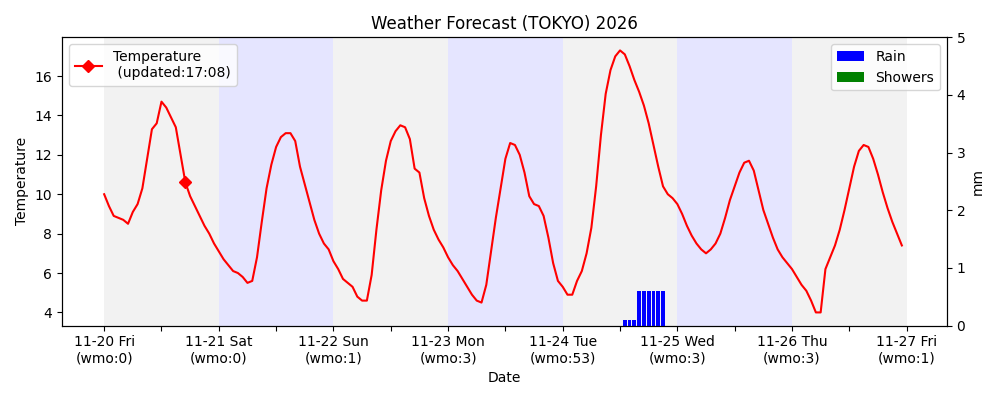 Weather Forecast (TOKYO) 2026
Temperature
(updated:17:08)
Rain
Showers
Temperature
16
14
12
10
8
6
4
5
4
3
2
1
0
mm
11-20 Fri
(wmo:0)
11-21 Sat
(wmo:0)
11-22 Sun
(wmo:1)
11-23 Mon
(wmo:3)
11-24 Tue
(wmo:53)
11-25 Wed
(wmo:3)
11-26 Thu
(wmo:3)
11-27 Fri
(wmo:1)
Date